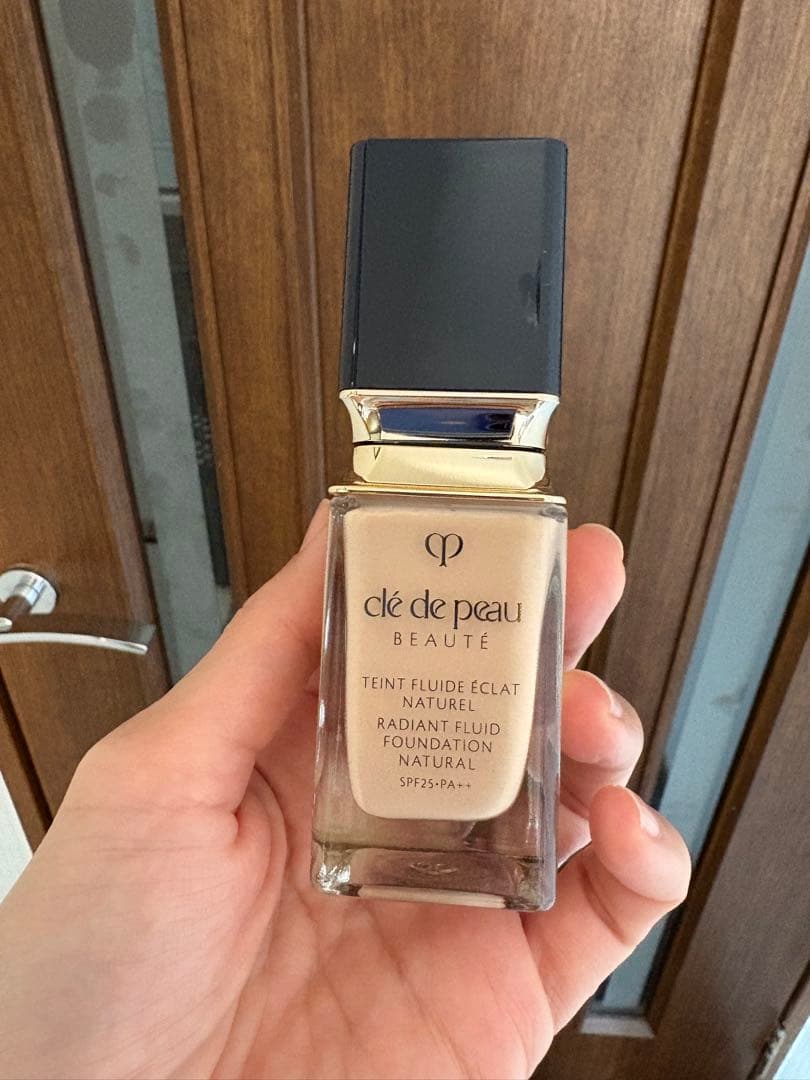 clé de peau
BEAUTÉ
TEINT FLUIDE ÉCLAT
NATUREL
RADIANT FLUID
FOUNDATION
NATURAL
SPF25•PA++